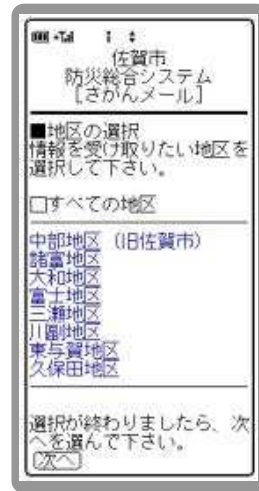 佐賀市
防災総合システム
［さがんメール］
■地区の選択
情報を受け取りたい地区を
選択して下さい。
□すべての地区
中部地区　(旧佐賀市)
諸富地区
大和地区
富士地区
三瀬地区
川副地区
東与賀地区
久保田地区
選択が終わりましたら、次
へを選んで下さい。
次へ